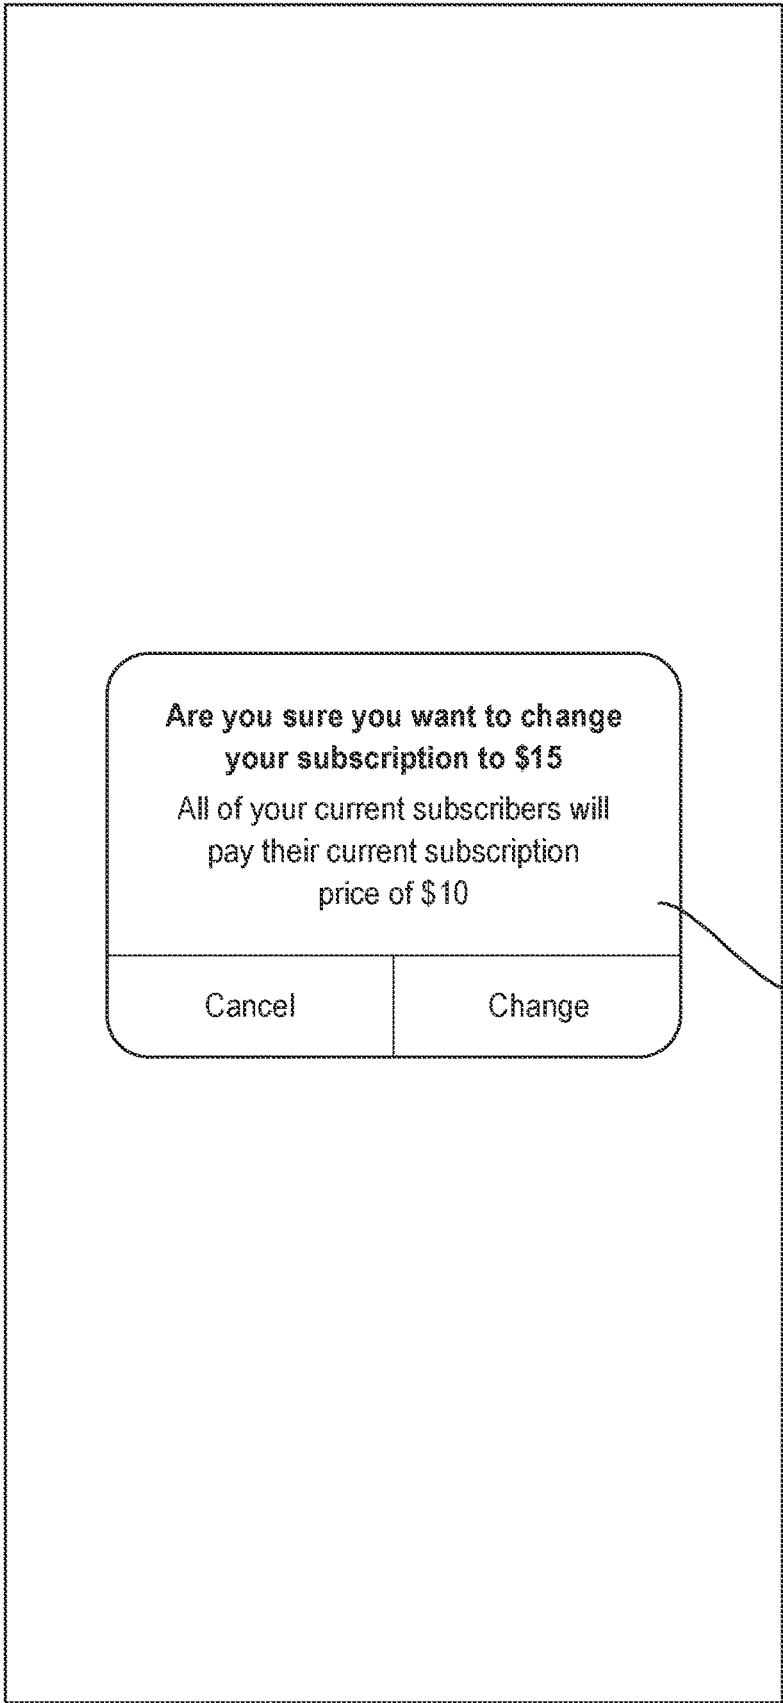 Are you sure you want to change
your subscription to $15
All of your current subscribers will
pay their current subscription
price of $10
Cancel
Change